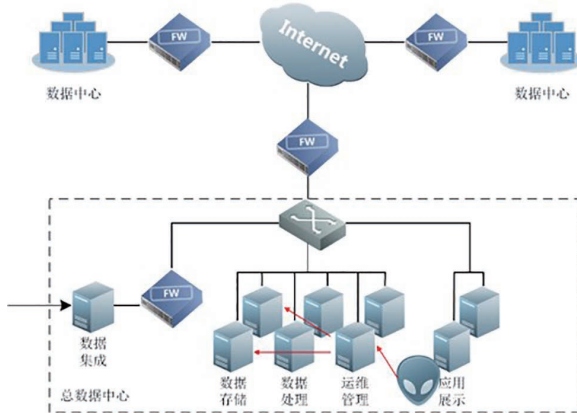 FW
Internet
FW
数据中心
数据中心
FW
FW
数据
集成
数据
存储
数据
处理
运维
管理
应用
展示
总数据中心